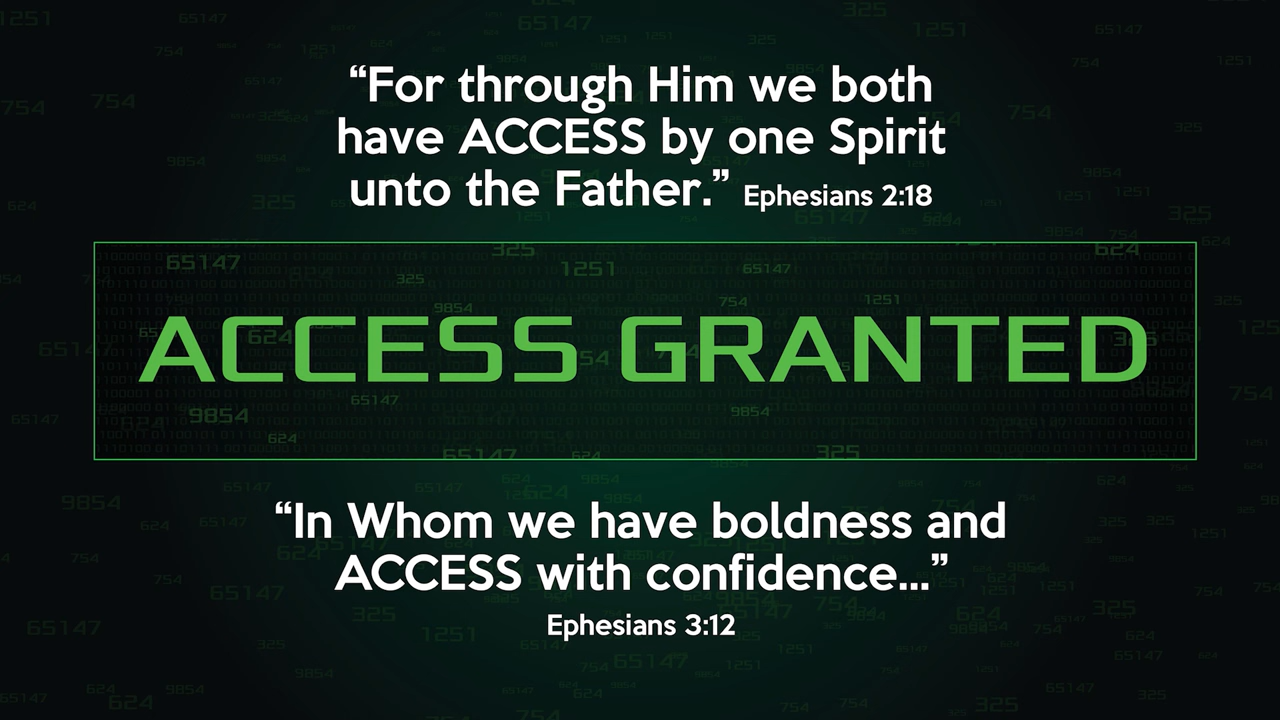 “For through Him we both
have ACCESS by one Spirit
unto the Father.” Ephesians 2:18
ACCESS GRANTED
“In Whom we have boldness and
ACCESS with confidence...”
Ephesians 3:12